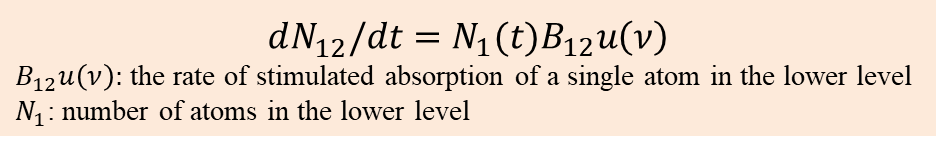 dN₁₂/dt = N₁(t)B₁₂u(ν)
B₁₂u(ν): the rate of stimulated absorption of a single atom in the lower level
N₁: number of atoms in the lower level